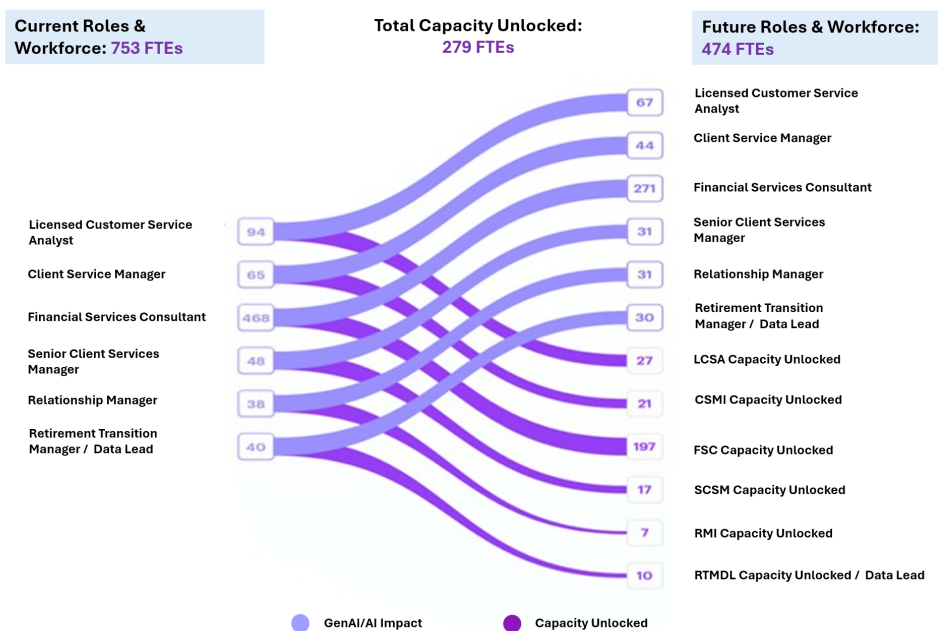 Current Roles &
Workforce: 753 FTEs
Total Capacity Unlocked:
279 FTEs
Future Roles & Workforce:
474 FTEs
Licensed Customer Service
Analyst
94
Client Service Manager
65
Financial Services Consultant
468
Senior Client Services
Manager
48
Relationship Manager
38
Retirement Transition
Manager / Data Lead
40
67
Licensed Customer Service
Analyst
44
Client Service Manager
271
Financial Services Consultant
31
Senior Client Services
Manager
31
Relationship Manager
30
Retirement Transition
Manager / Data Lead
27
LCSA Capacity Unlocked
21
CSMI Capacity Unlocked
197
FSC Capacity Unlocked
17
SCSM Capacity Unlocked
7
RMI Capacity Unlocked
10
RTMDL Capacity Unlocked / Data Lead
GenAI/AI Impact
Capacity Unlocked